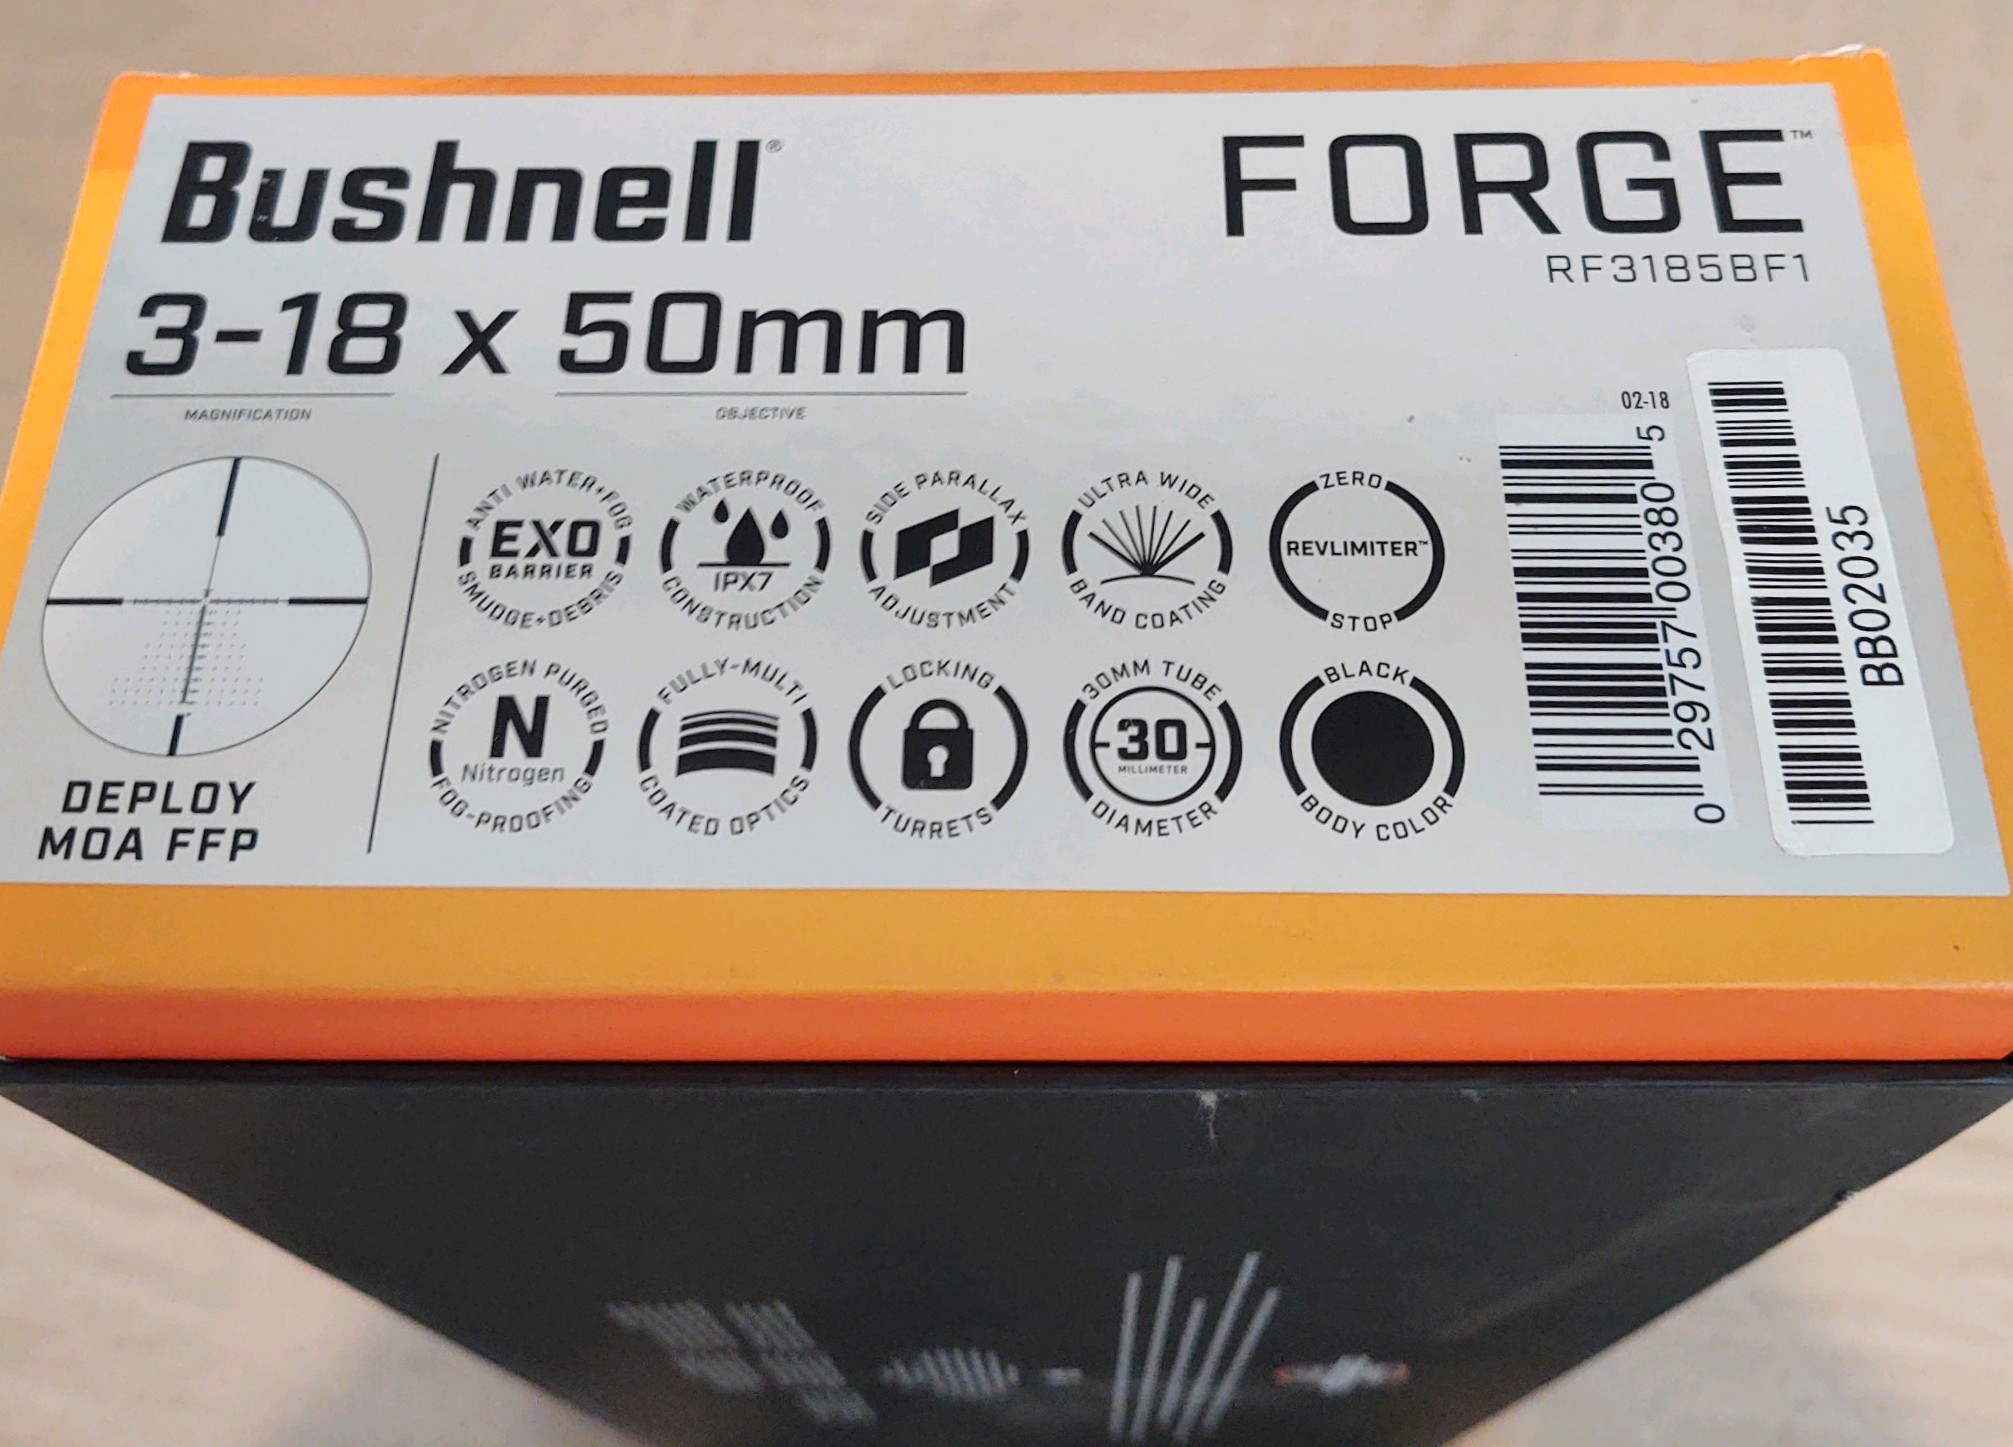 Bushnell®
FORGE™
RF3185BF1
3-18 x 50mm
MAGNIFICATION
OBJECTIVE
02-18
ANTI WATER+FOG
EXO
BARRIER
SMUDGE+DEBRIS
WATERPROOF
IPX7
CONSTRUCTION
SIDE PARALLAX
ADJUSTMENT
ULTRA WIDE
BAND COATING
ZERO
REVLIMITER™
STOP
NITROGEN PURGED
N
Nitrogen
FOG-PROOFING
FULLY-MULTI
COATED OPTICS
LOCKING
TURRETS
30MM TUBE
30
MILLIMETER
DIAMETER
BLACK
BODY COLOR
DEPLOY
MOA FFP
0 29757 00380 5
BB02035